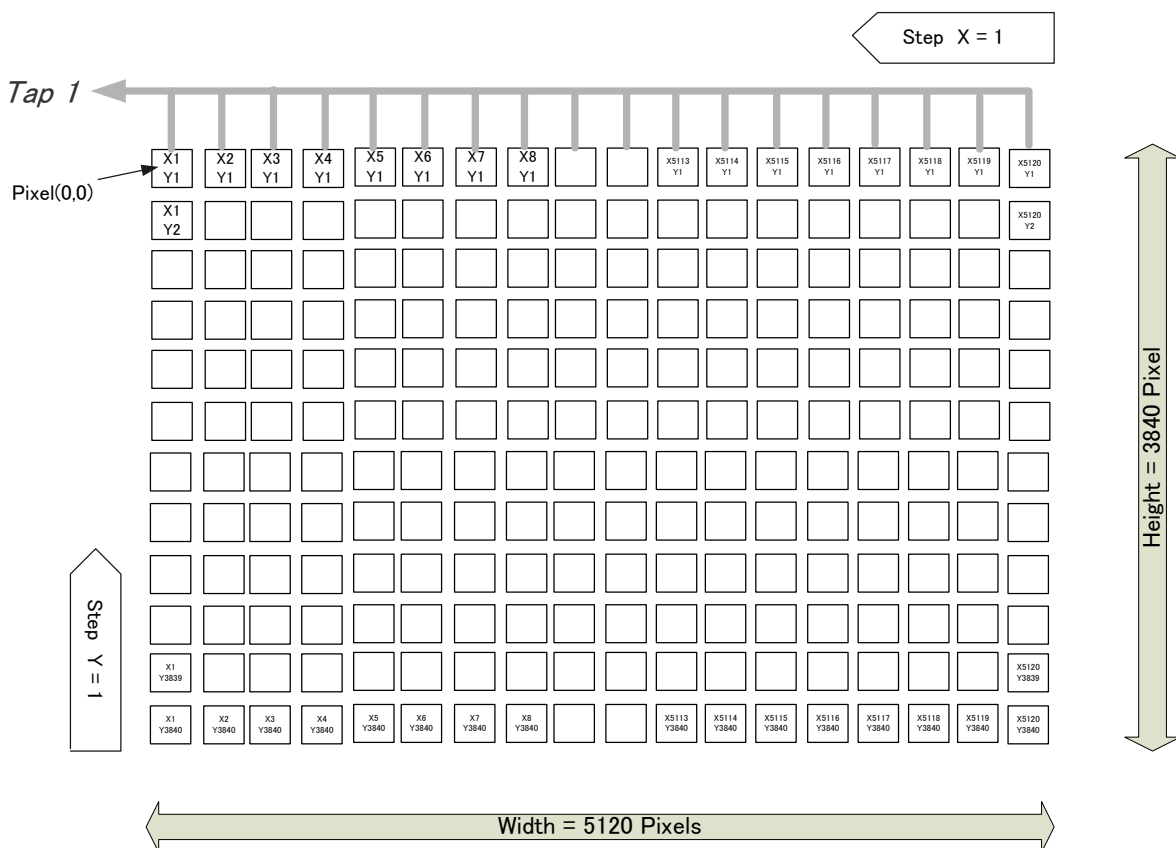 Step X = 1
Tap 1
X1 X2 X3 X4 X5 X6 X7 X8 X5113 X5114 X5115 X5116 X5117 X5118 X5119 X5120
Y1 Y1 Y1 Y1 Y1 Y1 Y1 Y1 Y1 Y1 Y1 Y1 Y1 Y1 Y1 Y1
Pixel(0,0)
X1 X5120
Y2 Y2
Height = 3840 Pixel
Step Y = 1
X1 X5120
Y3839 Y3839
X1 X2 X3 X4 X5 X6 X7 X8 X5113 X5114 X5115 X5116 X5117 X5118 X5119 X5120
Y3840 Y3840 Y3840 Y3840 Y3840 Y3840 Y3840 Y3840 Y3840 Y3840 Y3840 Y3840 Y3840 Y3840 Y3840 Y3840
Width = 5120 Pixels